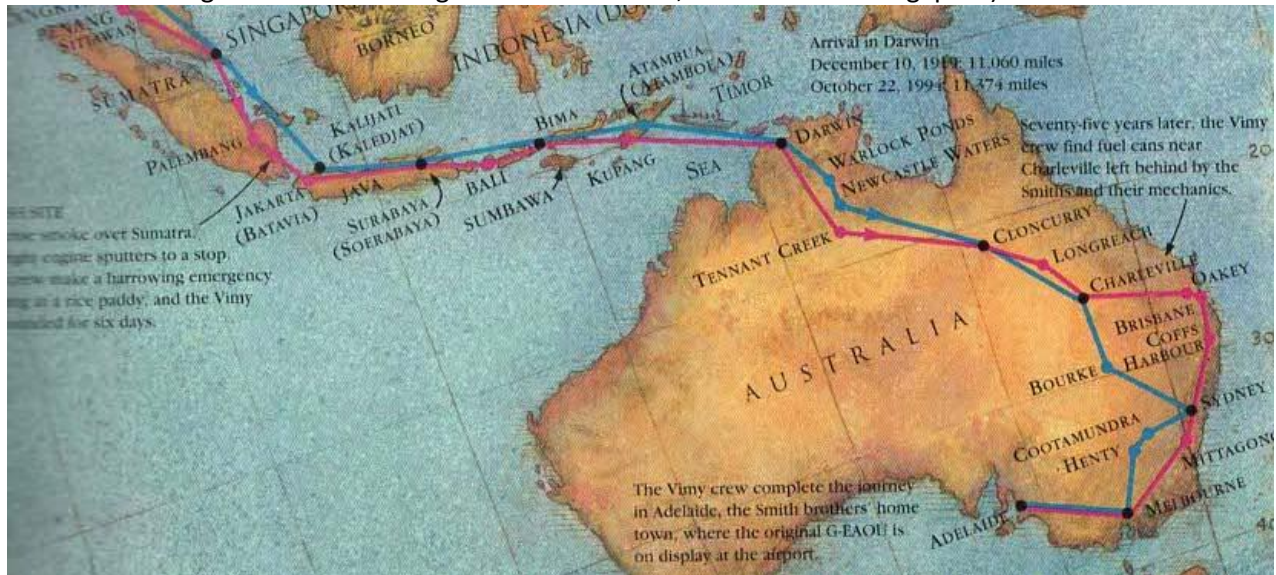 SITIAWAN
SINGAPORE
SUMATRA
PALEMBANG
BORNEO
INDONESIA
KALIJATI
(KALEDJAT)
JAKARTA
(BATAVIA)
JAVA
SURABAYA
(SOERABAYA)
BALI
BIMA
SUMBAWA
ATAMBUA
(ATAMBOEA)
KUPANG
TIMOR
SEA
Arrival in Darwin
December 10, 1919: 11,060 miles
October 22, 1994: 11,374 miles
DARWIN
WARLOCK PONDS
NEWCASTLE WATERS
TENNANT CREEK
CLONCURRY
LONGREACH
CHARLEVILLE
OAKEY
BRISBANE
COFFS
HARBOUR
Seventy-five years later, the Vimy
crew find fuel cans near
Charleville left behind by the
Smiths and their mechanics.
20
30
40
AUSTRALIA
BOURKE
SYDNEY
COOTAMUNDRA
HENTY
MITTAGONG
MELBOURNE
ADELAIDE
smoke over Sumatra.
engine sputters to a stop.
make a harrowing emergency
in a rice paddy, and the Vimy
for six days.
The Vimy crew complete the journey
in Adelaide, the Smith brothers' home
town, where the original G-EAOU is
on display at the airport.